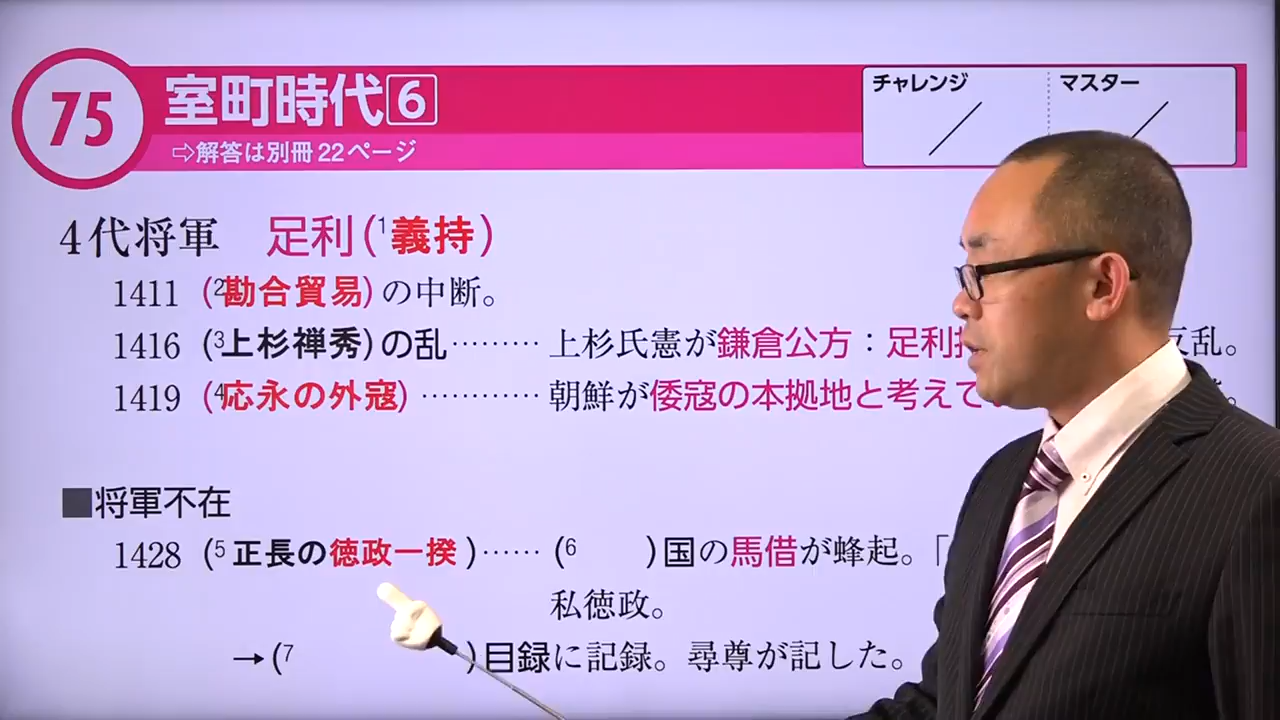 75
室町時代6
⇨解答は別冊22ページ
チャレンジ マスター
4代将軍 足利(1義持)
1411 (2勘合貿易)の中断。
1416 (3上杉禅秀)の乱……… 上杉氏憲が鎌倉公方：足利 反乱。
1419 (4応永の外寇) ………… 朝鮮が倭寇の本拠地と考えて 。
■将軍不在
1428 (5正長の徳政一揆)…… (6 )国の馬借が蜂起。「
私徳政。
→(7 )目録に記録。尋尊が記した。